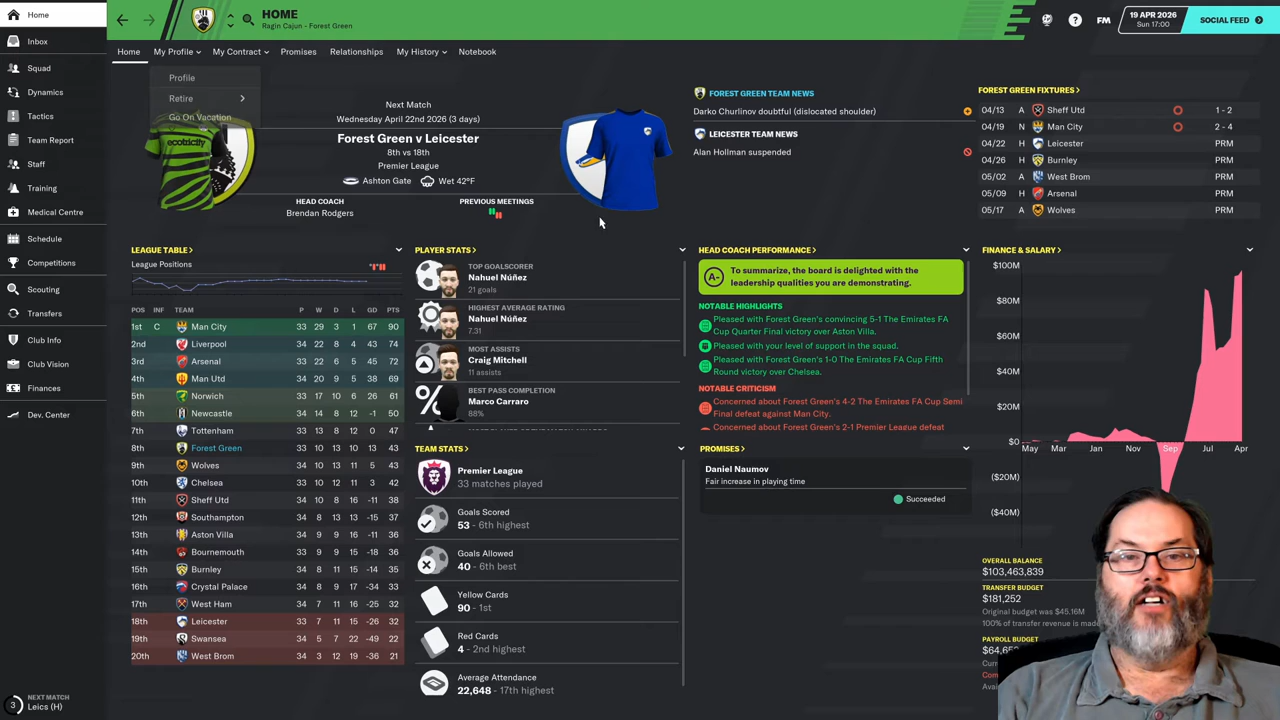 Home
Inbox
Squad
Dynamics
Tactics
Team Report
Staff
Training
Medical Centre
Schedule
Competitions
Scouting
Transfers
Club Info
Club Vision
Finances
Dev. Center
3
NEXT MATCH
Leics (H)
HOME
Ragin Cajun - Forest Green
FM
19 APR 2026
Sun 17:00
SOCIAL FEED
Home
My Profile
My Contract
Promises
Relationships
My History
Notebook
Profile
Retire
Go On Vacation
ecotricity
Next Match
Wednesday April 22nd 2026 (3 days)
Forest Green v Leicester
8th vs 18th
Premier League
Ashton Gate
Wet 42°F
HEAD COACH
Brendan Rodgers
PREVIOUS MEETINGS
FOREST GREEN TEAM NEWS
Darko Churlinov doubtful (dislocated shoulder)
LEICESTER TEAM NEWS
Alan Hollman suspended
FOREST GREEN FIXTURES >
04/13 A Sheff Utd 1 - 2
04/19 N Man City 2 - 4
04/22 H Leicester PRM
04/26 H Burnley PRM
05/02 A West Brom PRM
05/09 H Arsenal PRM
05/17 A Wolves PRM
LEAGUE TABLE >
League Positions
POS INF TEAM P W D L GD PTS
1st C Man City 33 29 3 1 67 90
2nd Liverpool 34 22 8 4 43 74
3rd Arsenal 33 22 6 5 45 72
4th Man Utd 34 20 9 5 38 69
5th Norwich 33 17 10 6 26 61
6th Newcastle 34 14 8 12 -1 50
7th Tottenham 33 13 8 12 0 47
8th Forest Green 33 10 13 10 13 43
9th Wolves 34 10 13 11 5 43
10th Chelsea 33 10 12 11 3 42
11th Sheff Utd 34 10 8 16 -11 38
12th Southampton 34 8 13 13 -15 37
13th Aston Villa 34 9 9 16 -11 36
14th Bournemouth 33 9 9 15 -18 36
15th Burnley 34 8 11 15 -14 35
16th Crystal Palace 34 8 9 17 -34 33
17th West Ham 34 7 11 16 -25 32
18th Leicester 33 7 11 15 -26 32
19th Swansea 34 5 7 22 -49 22
20th West Brom 34 3 12 19 -36 21
PLAYER STATS >
TOP GOALSCORER
Nahuel Núñez
21 goals
HIGHEST AVERAGE RATING
Nahuel Núñez
7.31
MOST ASSISTS
Craig Mitchell
11 assists
BEST PASS COMPLETION
Marco Carraro
88%
TEAM STATS >
Premier League
33 matches played
Goals Scored
53 - 6th highest
Goals Allowed
40 - 6th best
Yellow Cards
90 - 1st
Red Cards
4 - 2nd highest
Average Attendance
22,648 - 17th highest
HEAD COACH PERFORMANCE >
A-
To summarize, the board is delighted with the
leadership qualities you are demonstrating.
NOTABLE HIGHLIGHTS
Pleased with Forest Green's convincing 5-1 The Emirates FA
Cup Quarter Final victory over Aston Villa.
Pleased with your level of support in the squad.
Pleased with Forest Green's 1-0 The Emirates FA Cup Fifth
Round victory over Chelsea.
NOTABLE CRITICISM
Concerned about Forest Green's 4-2 The Emirates FA Cup Semi
Final defeat against Man City.
Concerned about Forest Green's 2-1 Premier League defeat
PROMISES >
Daniel Naumov
Fair increase in playing time
Succeeded
FINANCE & SALARY >
$100M
$80M
$60M
$40M
$20M
$0
($20M)
($40M)
May Mar Jan Nov Sep Jul Apr
OVERALL BALANCE
$103,463,839
TRANSFER BUDGET
$181,252
Original budget was $45.16M
100% of transfer revenue is made
PAYROLL BUDGET